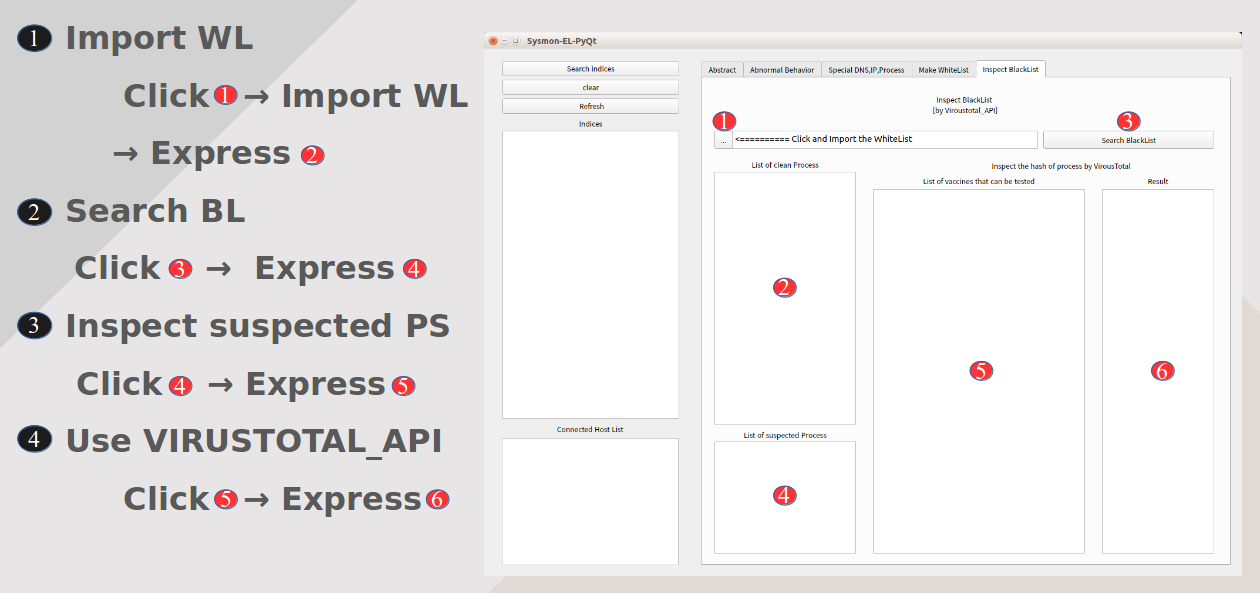 1 Import WL
Click 1 → Import WL
→ Express 2
2 Search BL
Click 3 → Express 4
3 Inspect suspected PS
Click 4 → Express 5
4 Use VIRUSTOTAL_API
Click 5 → Express 6
Sysmon-EL-PyQt
Search indices
clear
Refresh
Indices
Connected Host List
Abstract Abnormal Behavior Special DNS,IP,Process Make WhiteList Inspect BlackList
Inspect BlackList
[by Viroustotal_API]
1 3
... <========== Click and Import the WhiteList Search BlackList
List of clean Process
Inspect the hash of process by VirousTotal
List of vaccines that can be tested Result
2
5 6
List of suspected Process
4